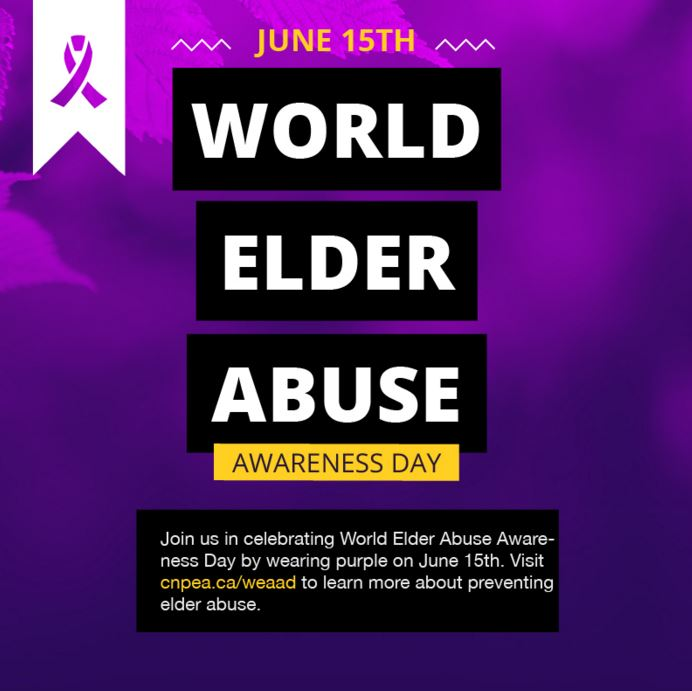 JUNE 15TH
WORLD
ELDER
ABUSE
AWARENESS DAY
Join us in celebrating World Elder Abuse Aware-
ness Day by wearing purple on June 15th. Visit
cnpea.ca/weaad to learn more about preventing
elder abuse.